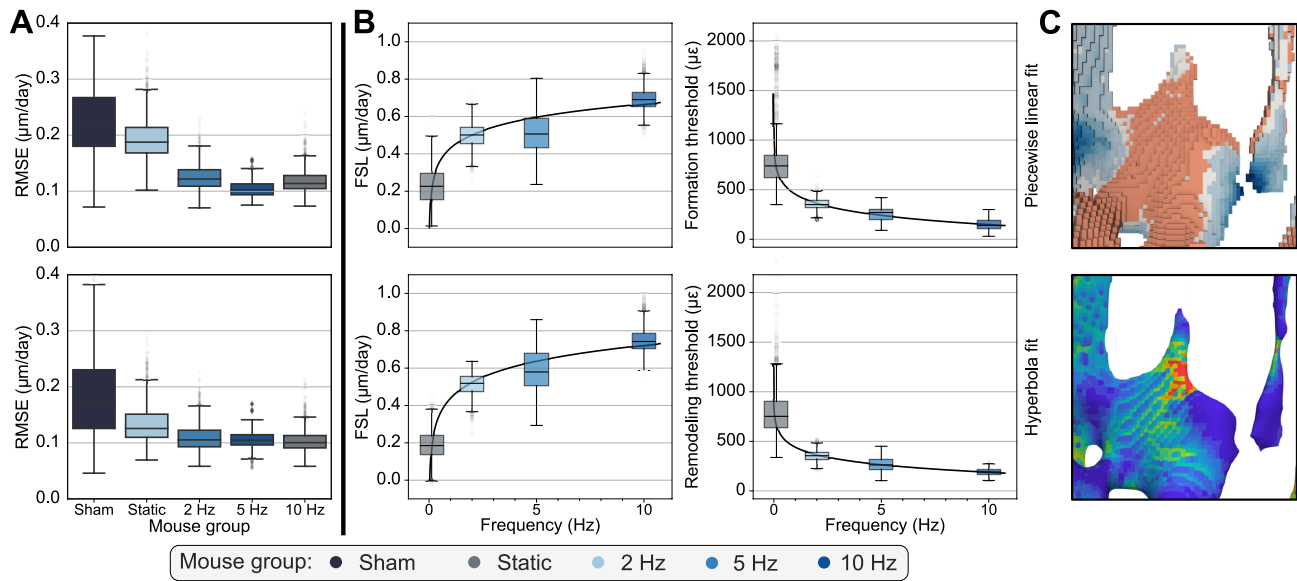 A
B
C
RMSE (µm/day)
0.4
0.3
0.2
0.1
0.0
FSL (µm/day)
1.0
0.8
0.6
0.4
0.2
0.0
Formation threshold (µε)
2000
1500
1000
500
0
Piecewise linear fit
RMSE (µm/day)
0.4
0.3
0.2
0.1
0.0
Sham Static 2 Hz 5 Hz 10 Hz
Mouse group
FSL (µm/day)
1.0
0.8
0.6
0.4
0.2
0.0
0 5 10
Frequency (Hz)
Remodeling threshold (µε)
2000
1500
1000
500
0
0 5 10
Frequency (Hz)
Hyperbola fit
Mouse group: Sham Static 2 Hz 5 Hz 10 Hz